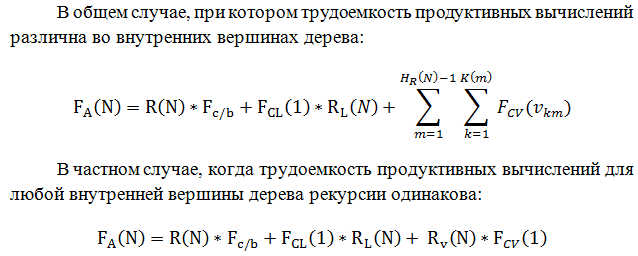 В общем случае, при котором трудоемкость продуктивных вычислений
различна во внутренних вершинах дерева:
F_A(N) = R(N) * F_{c/b} + F_{CL}(1) * R_L(N) + \sum_{m=1}^{H_R(N)-1} \sum_{k=1}^{K(m)} F_{CV}(v_{km})
В частном случае, когда трудоемкость продуктивных вычислений для
любой внутренней вершины дерева рекурсии одинакова:
F_A(N) = R(N) * F_{c/b} + F_{CL}(1) * R_L(N) + R_v(N) * F_{CV}(1)